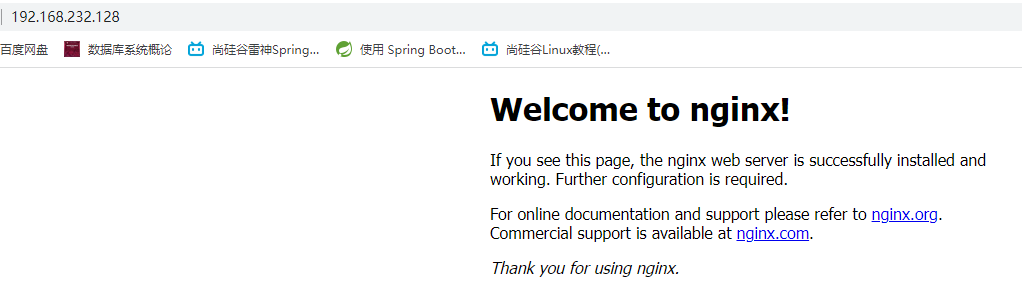 192.168.232.128
百度网盘 数据库系统概论 尚硅谷雷神Spring... 使用 Spring Boot... 尚硅谷Linux教程(...
Welcome to nginx!
If you see this page, the nginx web server is successfully installed and
working. Further configuration is required.
For online documentation and support please refer to nginx.org.
Commercial support is available at nginx.com.
Thank you for using nginx.